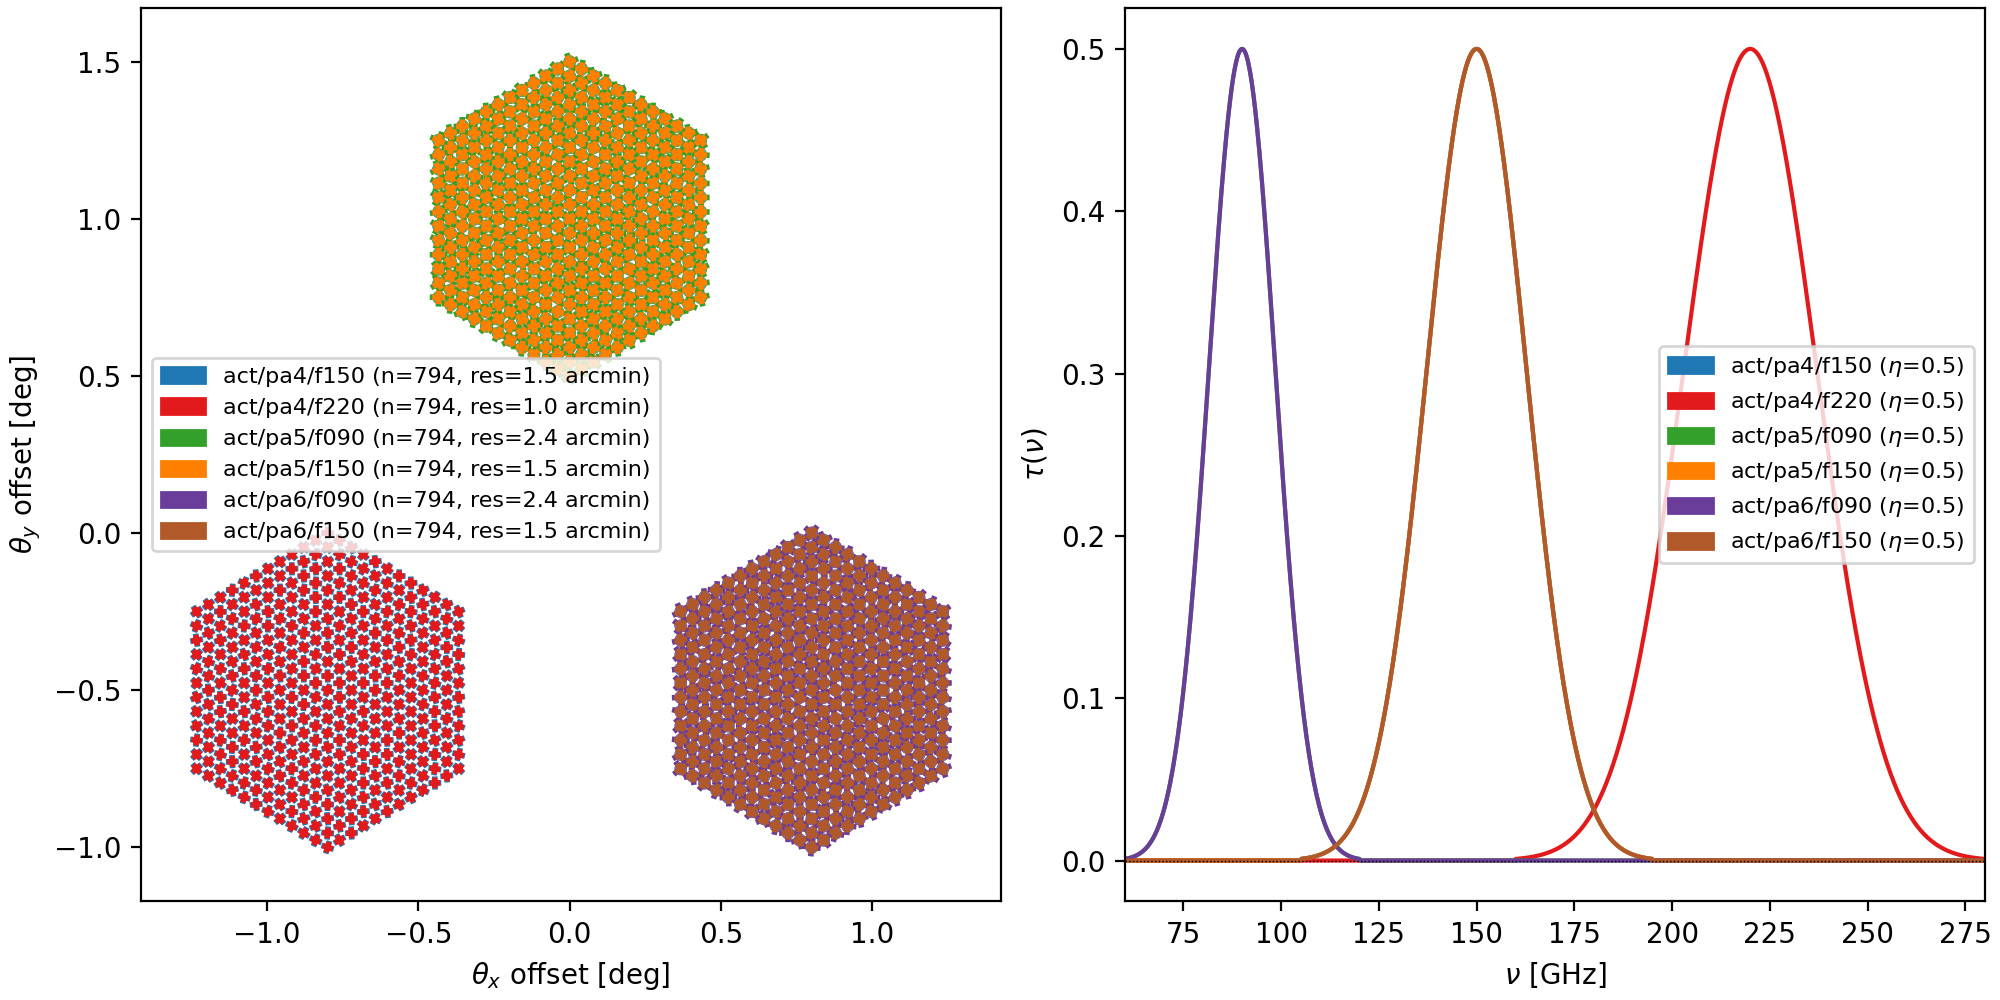 1.5
1.0
0.5
0.0
−0.5
−1.0
θy offset [deg]
act/pa4/f150 (n=794, res=1.5 arcmin)
act/pa4/f220 (n=794, res=1.0 arcmin)
act/pa5/f090 (n=794, res=2.4 arcmin)
act/pa5/f150 (n=794, res=1.5 arcmin)
act/pa6/f090 (n=794, res=2.4 arcmin)
act/pa6/f150 (n=794, res=1.5 arcmin)
−1.0 −0.5 0.0 0.5 1.0
θx offset [deg]
0.5
0.4
0.3
0.2
0.1
0.0
τ(ν)
act/pa4/f150 (η=0.5)
act/pa4/f220 (η=0.5)
act/pa5/f090 (η=0.5)
act/pa5/f150 (η=0.5)
act/pa6/f090 (η=0.5)
act/pa6/f150 (η=0.5)
75 100 125 150 175 200 225 250 275
ν [GHz]